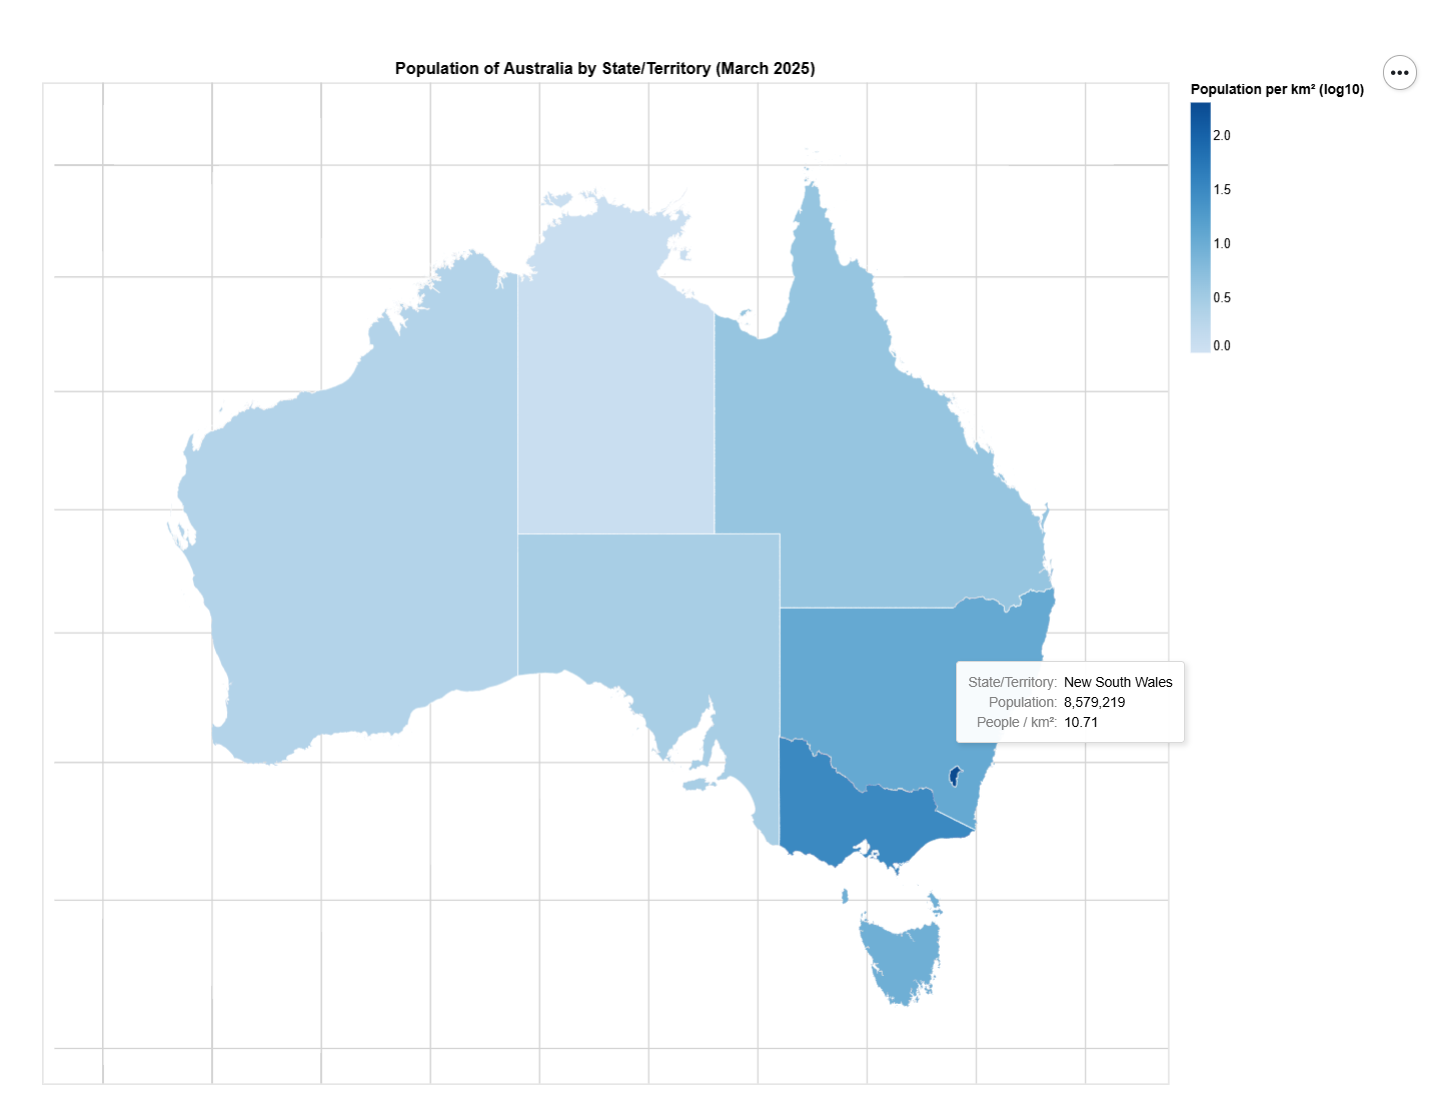 Population of Australia by State/Territory (March 2025)
Population per km² (log10)
2.0
1.5
1.0
0.5
0.0
State/Territory: New South Wales
Population: 8,579,219
People / km²: 10.71